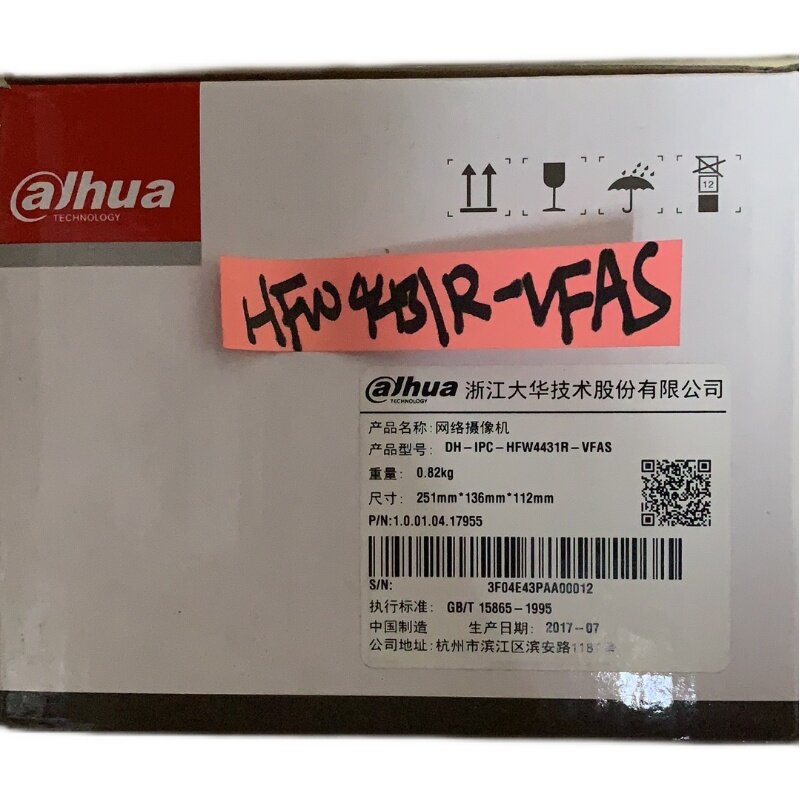 dahua
TECHNOLOGY
12
HFW4431R-VFAS
dahua
TECHNOLOGY
浙江大华技术股份有限公司
产品名称: 网络摄像机
产品型号: DH-IPC-HFW4431R-VFAS
重量: 0.82kg
尺寸: 251mm*136mm*112mm
P/N:1.0.01.04.17955
S/N: 3F04E43PAA00012
执行标准: GB/T 15865-1995
中国制造 生产日期: 2017-07
公司地址: 杭州市滨江区滨安路